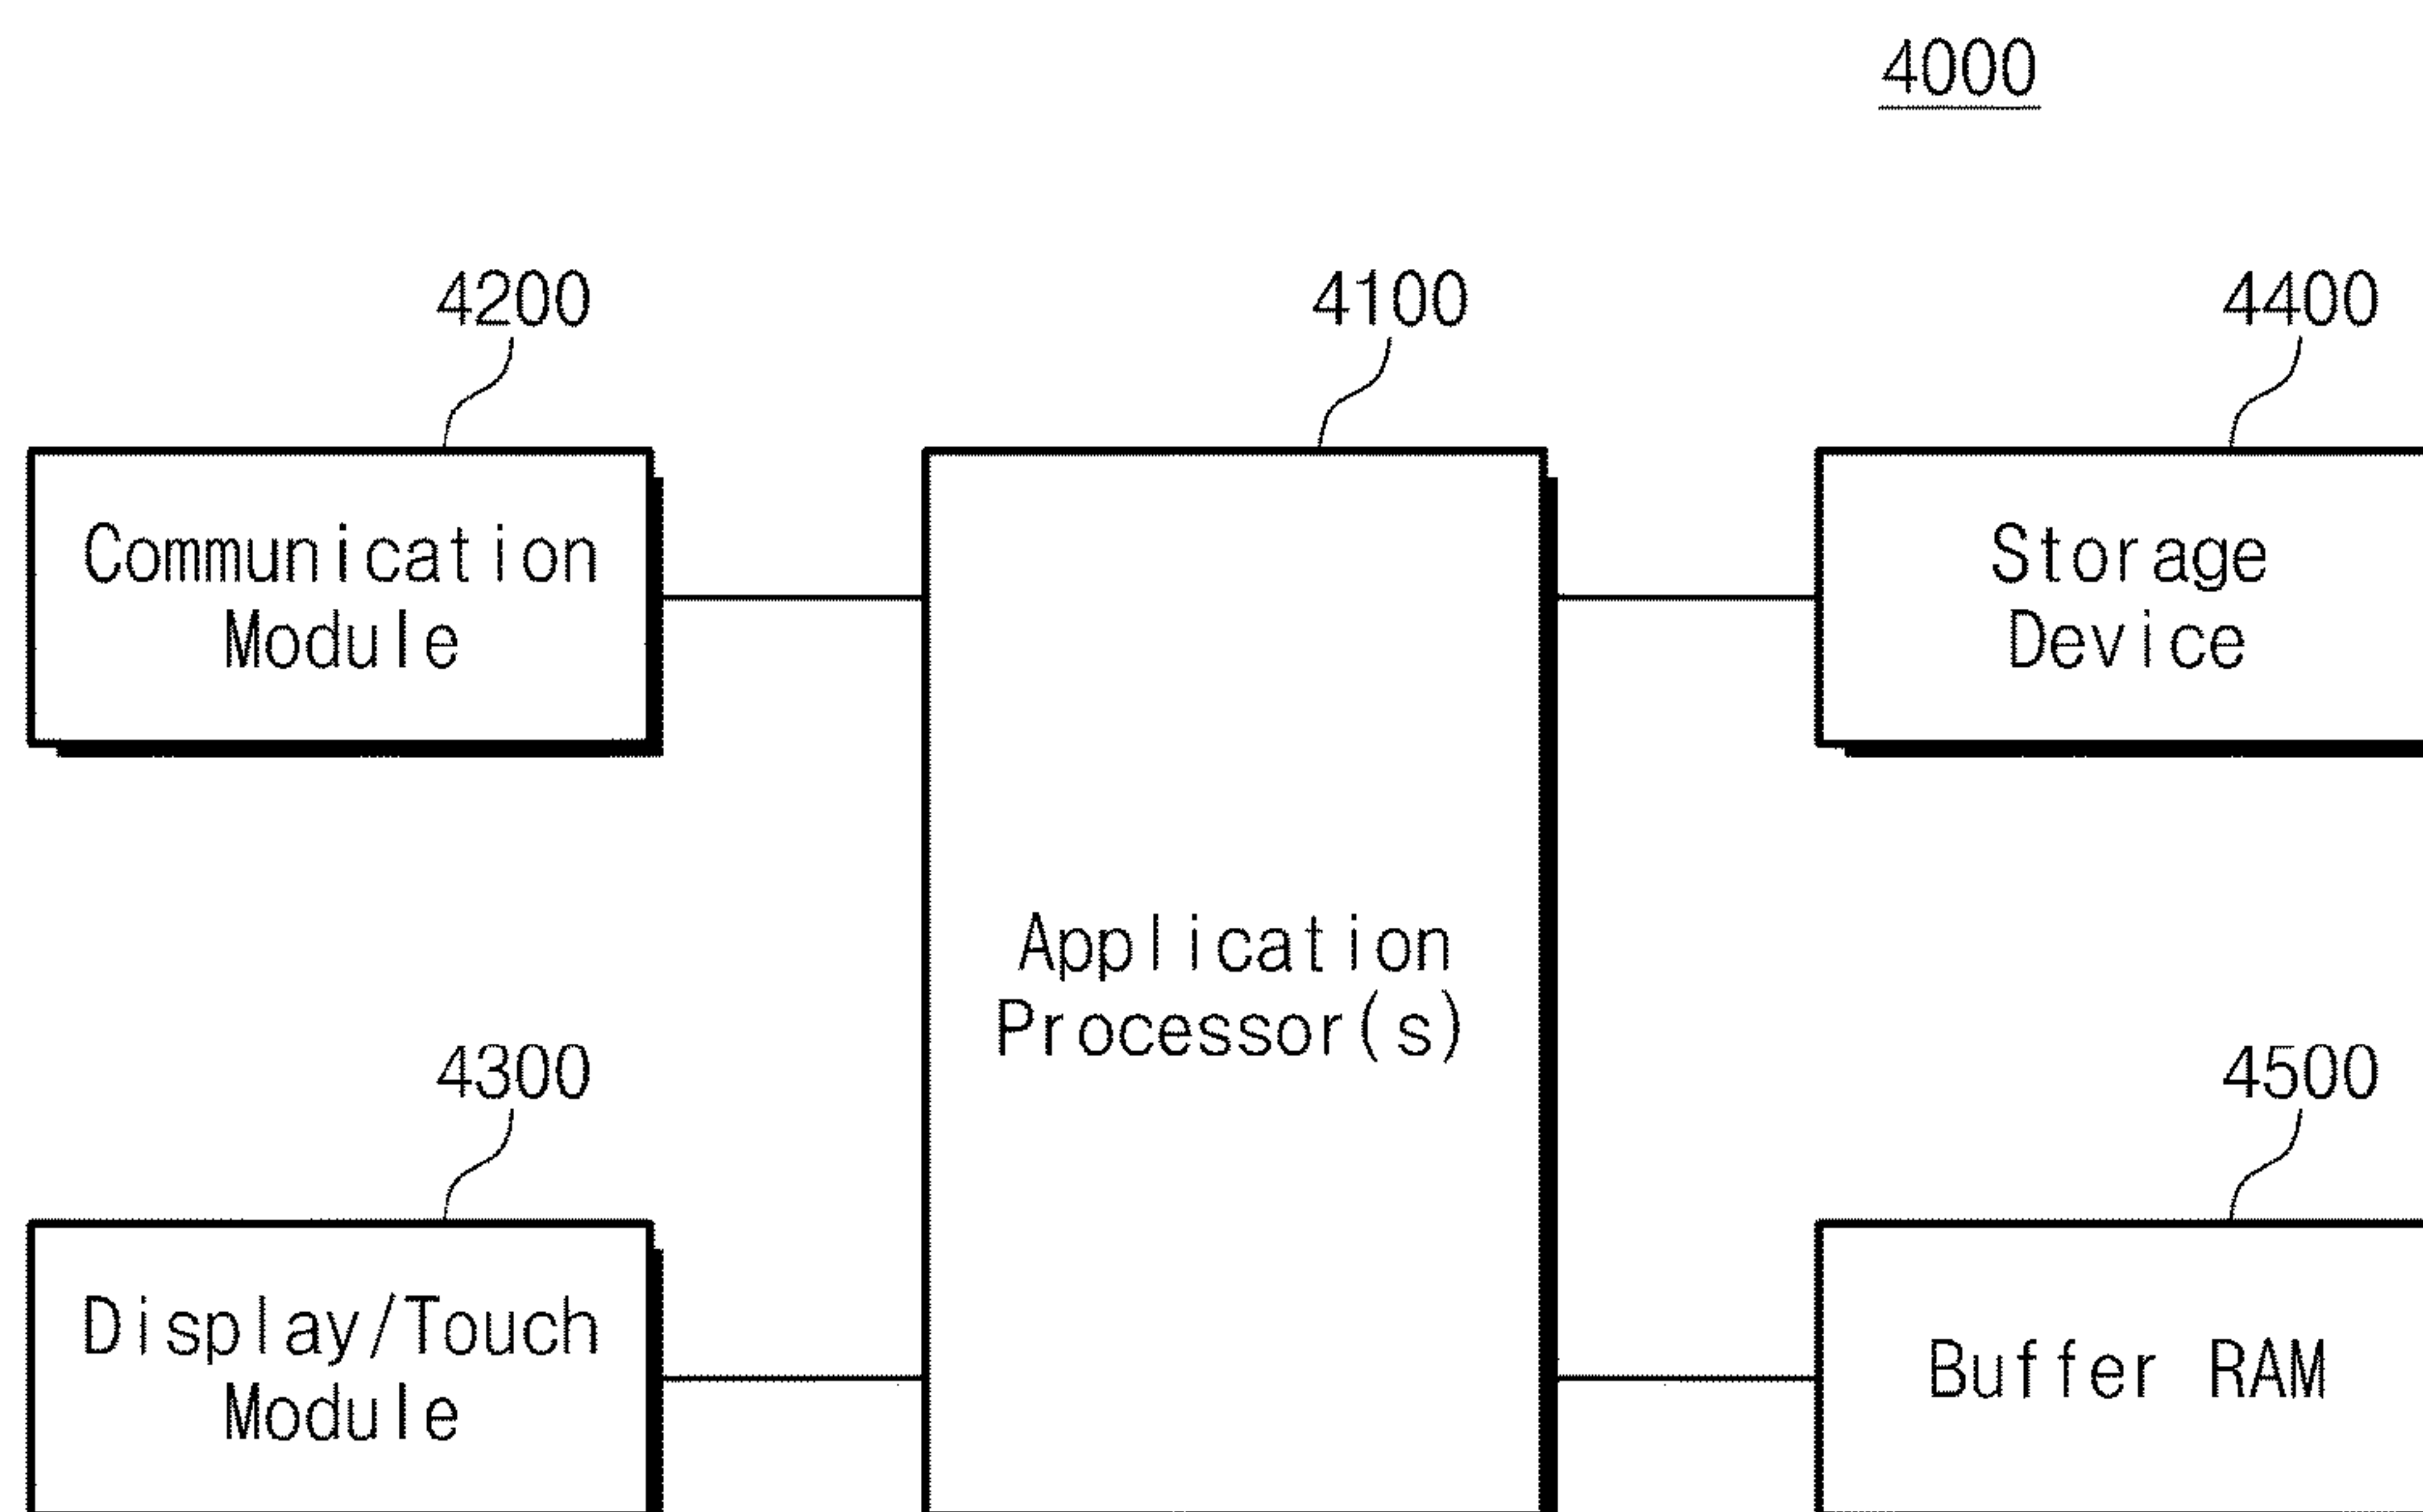 4000
4200
4100
4400
Communication
Module
Storage
Device
Application
Processor(s)
4300
4500
Display/Touch
Module
Buffer RAM